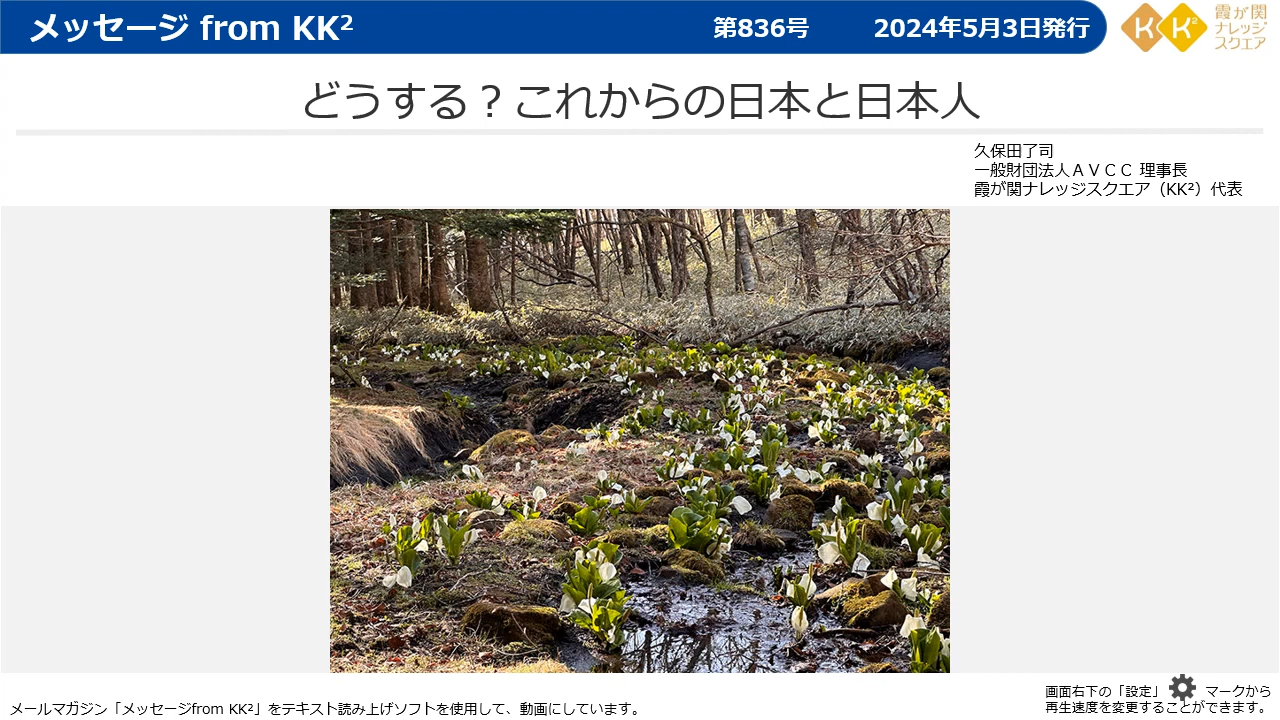 メッセージ from KK²
第836号 2024年5月3日発行
KK²
霞が関
ナレッジ
スクエア
どうする？これからの日本と日本人
久保田了司
一般財団法人ＡＶＣＣ 理事長
霞が関ナレッジスクエア（KK²）代表
画面右下の「設定」 マークから
再生速度を変更することができます。
メールマガジン「メッセージfrom KK²」をテキスト読み上げソフトを使用して、動画にしています。